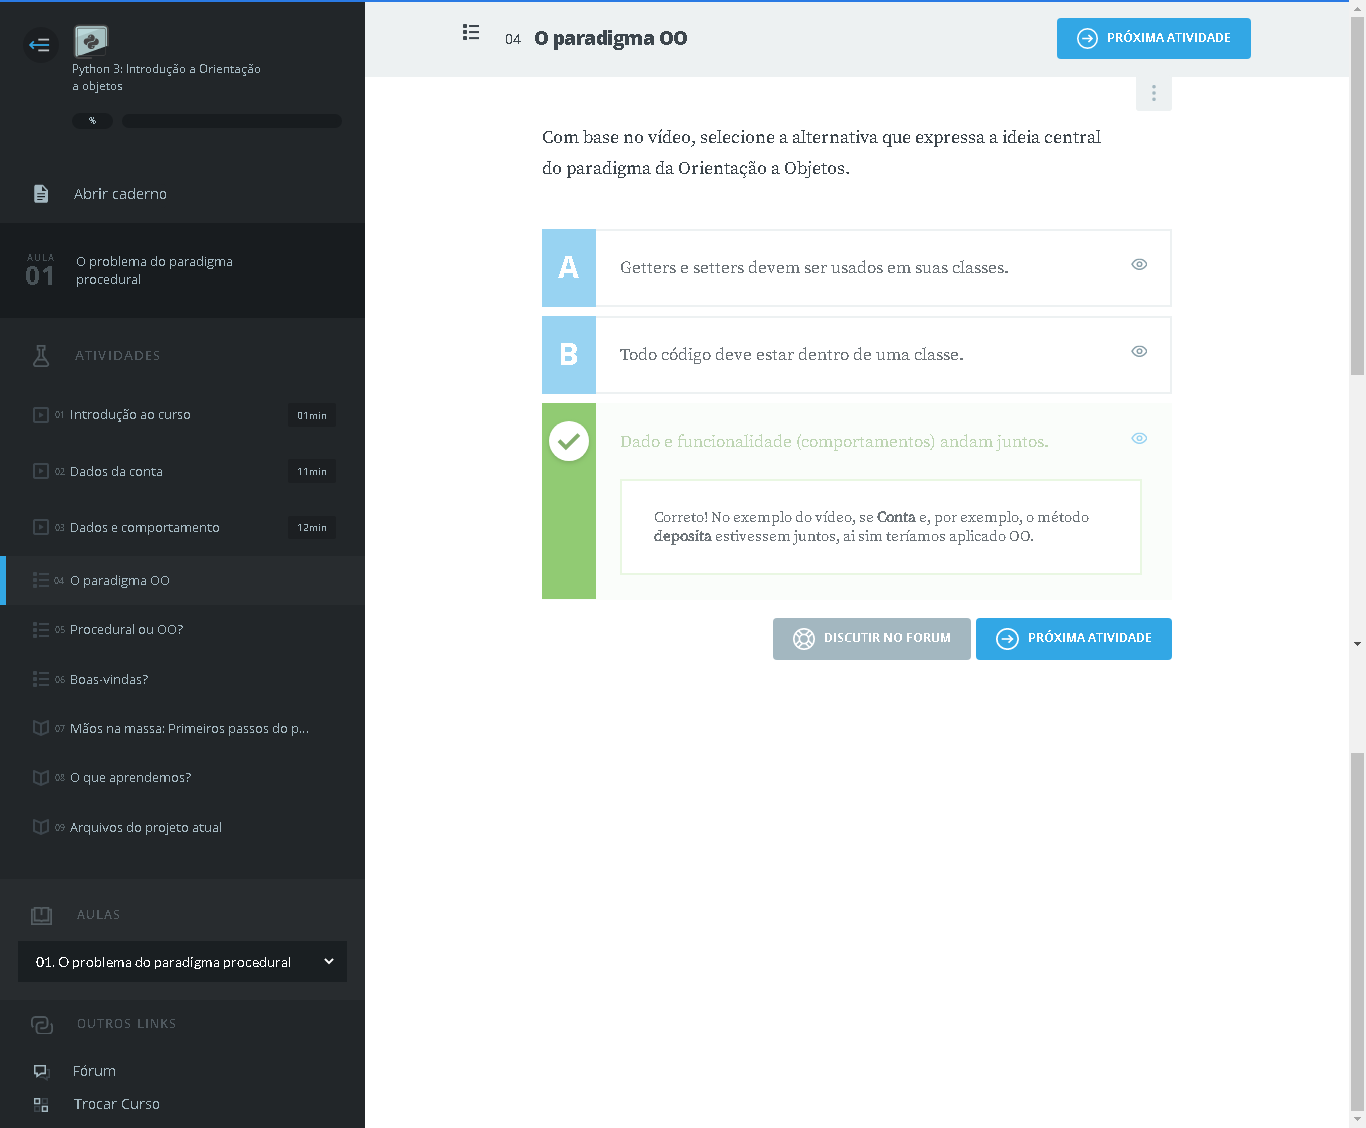 Python 3: Introdução a Orientação
a objetos
%
Abrir caderno
AULA
01
O problema do paradigma
procedural
ATIVIDADES
01 Introdução ao curso 01min
02 Dados da conta 11min
03 Dados e comportamento 12min
04 O paradigma OO
05 Procedural ou OO?
06 Boas-vindas?
07 Mãos na massa: Primeiros passos do p...
08 O que aprendemos?
09 Arquivos do projeto atual
AULAS
01. O problema do paradigma procedural
OUTROS LINKS
Fórum
Trocar Curso
04 O paradigma OO
PRÓXIMA ATIVIDADE
Com base no vídeo, selecione a alternativa que expressa a ideia central
do paradigma da Orientação a Objetos.
A Getters e setters devem ser usados em suas classes.
B Todo código deve estar dentro de uma classe.
Dado e funcionalidade (comportamentos) andam juntos.
Correto! No exemplo do vídeo, se Conta e, por exemplo, o método
deposita estivessem juntos, ai sim teríamos aplicado OO.
DISCUTIR NO FORUM
PRÓXIMA ATIVIDADE